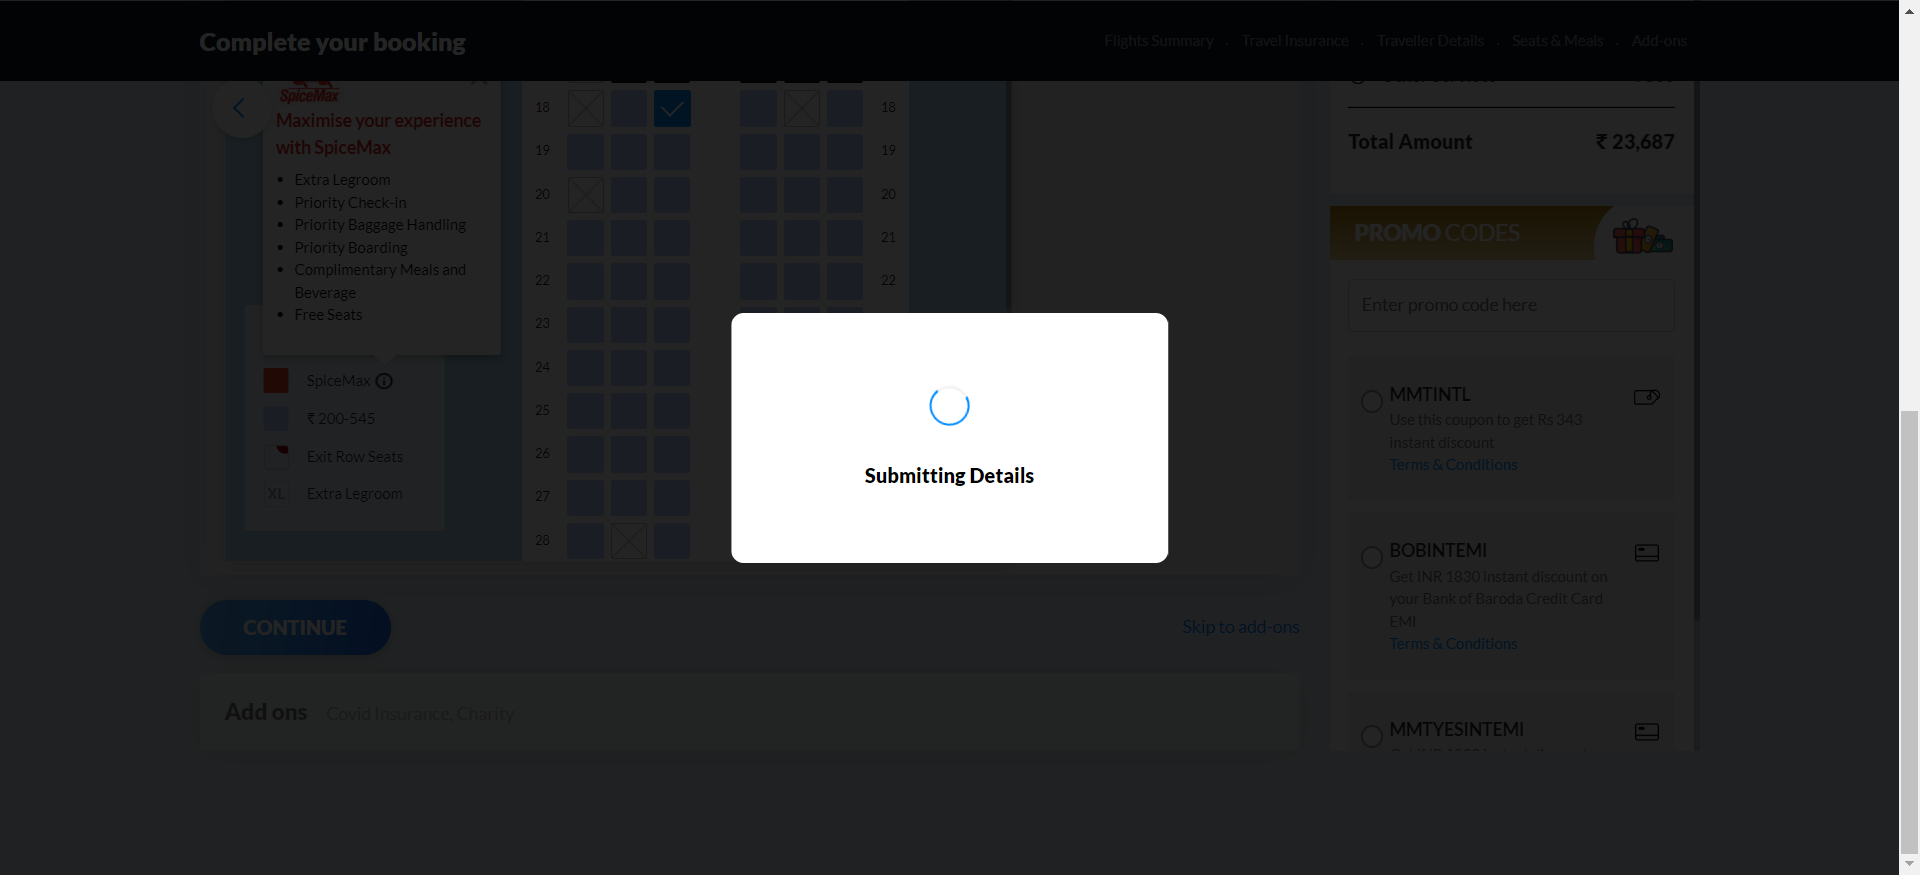 Complete your booking
Flights Summary · Travel Insurance · Traveller Details · Seats & Meals · Add-ons
SpiceMax
Maximise your experience
with SpiceMax
Extra Legroom
Priority Check-in
Priority Baggage Handling
Priority Boarding
Complimentary Meals and
Beverage
Free Seats
SpiceMax
₹ 200-545
Exit Row Seats
XL Extra Legroom
18 18
19 19
20 20
21 21
22 22
23
24
25
26
27
28
Submitting Details
CONTINUE
Skip to add-ons
Add ons Covid Insurance, Charity
Total Amount ₹ 23,687
PROMO CODES
Enter promo code here
MMTINTL
Use this coupon to get Rs 343
instant discount
Terms & Conditions
BOBINTEMI
Get INR 1830 Instant discount on
your Bank of Baroda Credit Card
EMI
Terms & Conditions
MMTYESINTEMI